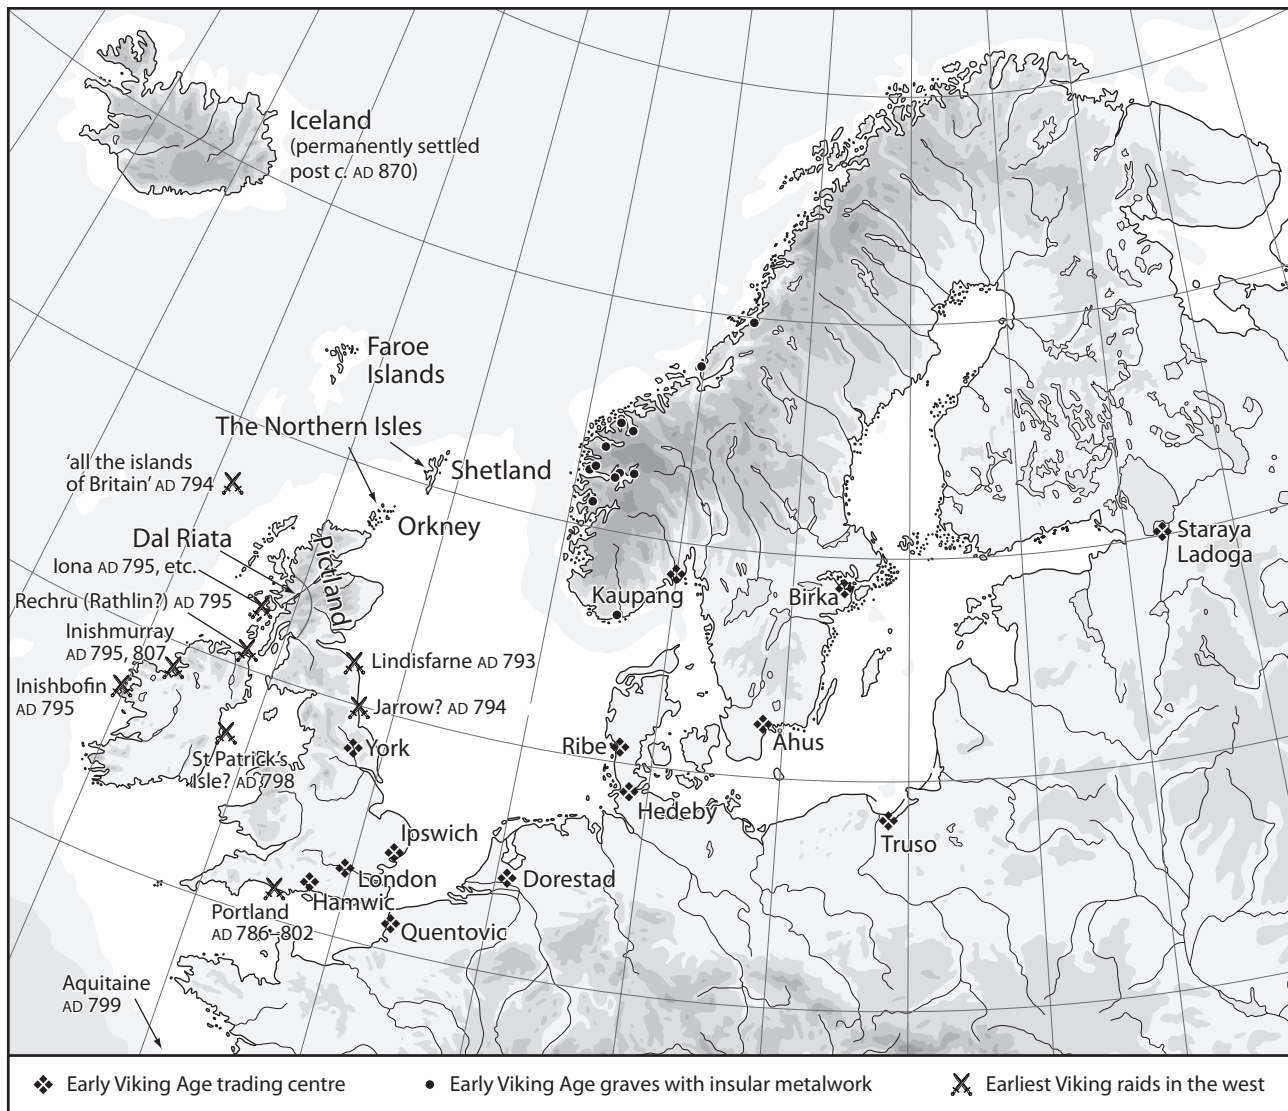 Iceland
(permanently settled
post c. AD 870)
Faroe
Islands
The Northern Isles
'all the islands
of Britain' AD 794
Shetland
Orkney
Dal Riata
Pictland
Iona AD 795, etc.
Rechru (Rathlin?) AD 795
Inishmurray
AD 795, 807
Inishbofin
AD 795
Lindisfarne AD 793
Jarrow? AD 794
York
St Patrick's
Isle? AD 798
Ipswich
London
Hamwic
Portland
AD 786–802
Quentovic
Dorestad
Aquitaine
AD 799
Kaupang
Birka
Staraya
Ladoga
Ribe
Åhus
Hedeby
Truso
Early Viking Age trading centre
Early Viking Age graves with insular metalwork
Earliest Viking raids in the west